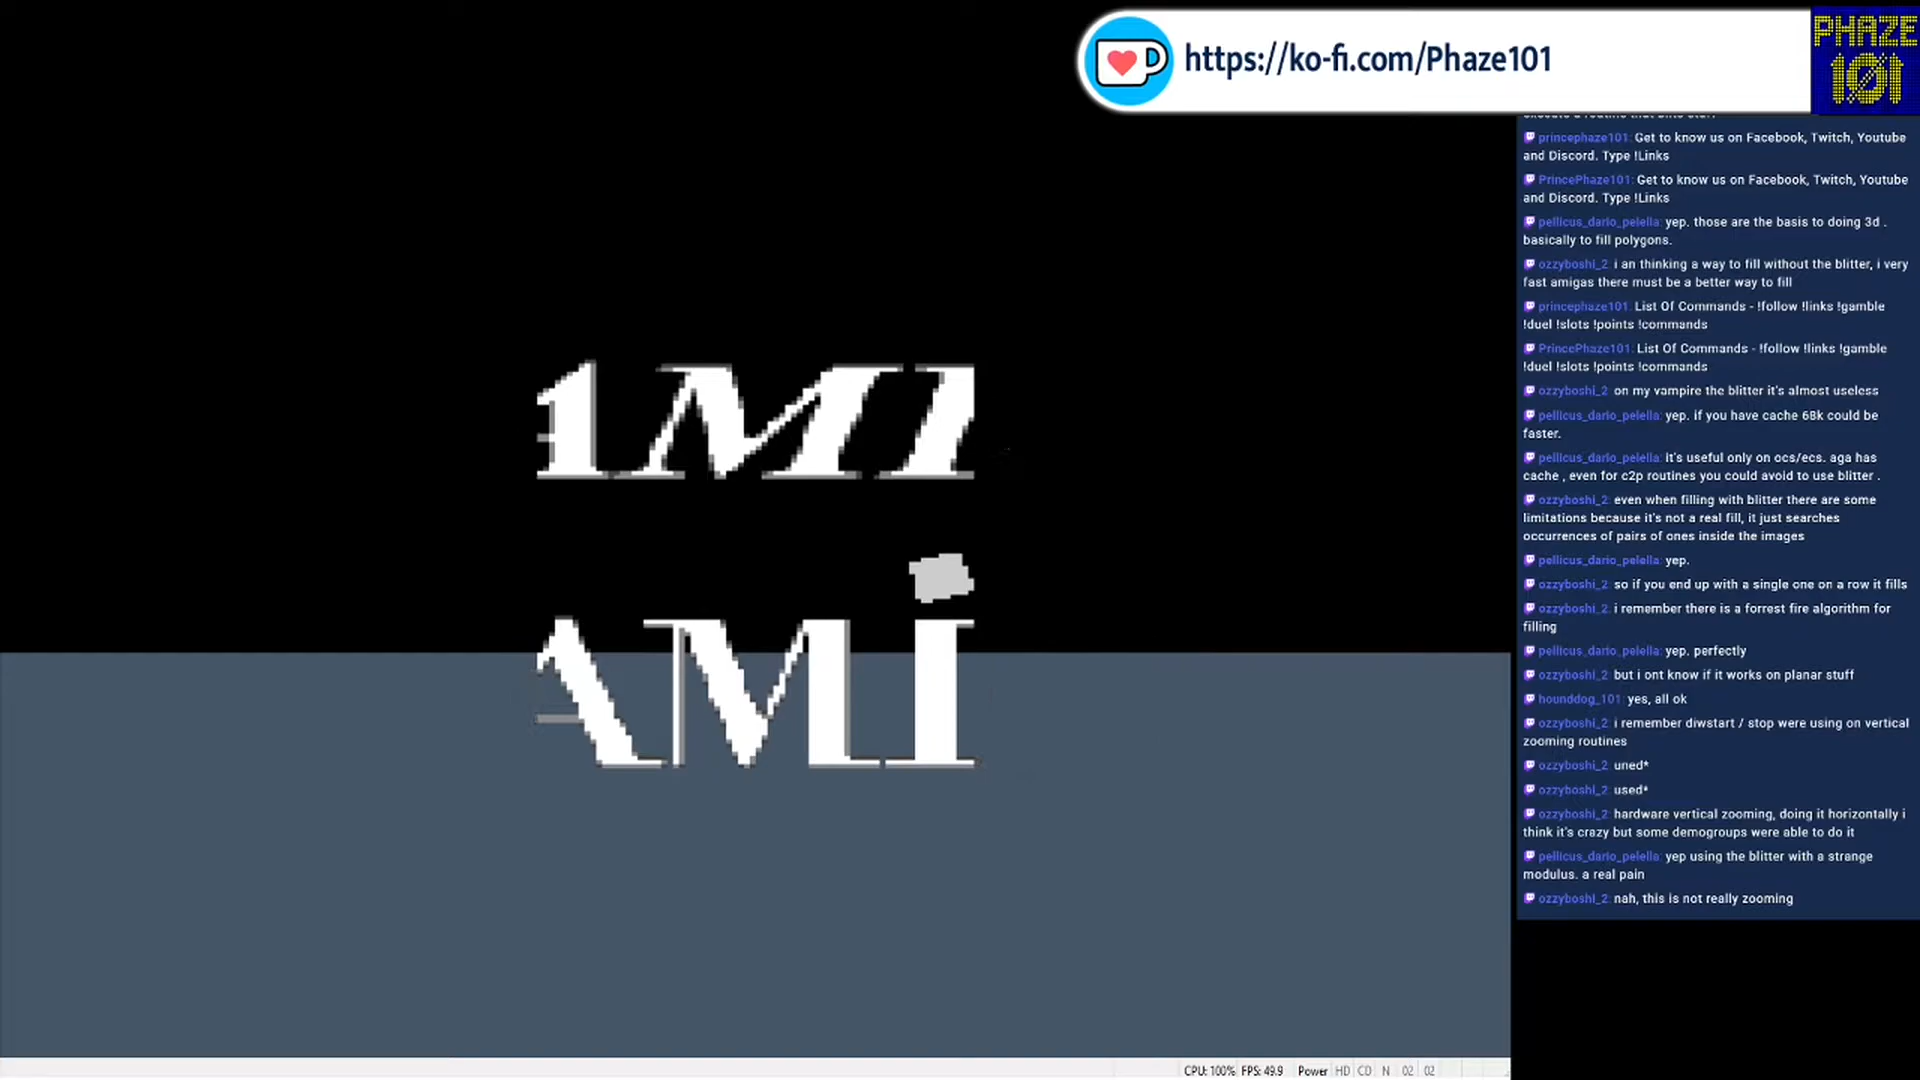 https://ko-fi.com/Phaze101
PHAZE
101
princephaze101: Get to know us on Facebook, Twitch, Youtube
and Discord. Type !Links
PrincePhaze101: Get to know us on Facebook, Twitch, Youtube
and Discord. Type !Links
pellicus_dario_pelella: yep. those are the basis to doing 3d .
basically to fill polygons.
ozzyboshi_2: i an thinking a way to fill without the blitter, i very
fast amigas there must be a better way to fill
princephaze101: List Of Commands - !follow !links !gamble
!duel !slots !points !commands
PrincePhaze101: List Of Commands - !follow !links !gamble
!duel !slots !points !commands
ozzyboshi_2: on my vampire the blitter it's almost useless
pellicus_dario_pelella: yep. if you have cache 68k could be
faster.
pellicus_dario_pelella: it's useful only on ocs/ecs. aga has
cache , even for c2p routines you could avoid to use blitter .
ozzyboshi_2: even when filling with blitter there are some
limitations because it's not a real fill, it just searches
occurrences of pairs of ones inside the images
pellicus_dario_pelella: yep.
ozzyboshi_2: so if you end up with a single one on a row it fills
ozzyboshi_2: i remember there is a forrest fire algorithm for
filling
pellicus_dario_pelella: yep. perfectly
ozzyboshi_2: but i ont know if it works on planar stuff
hounddog_101: yes, all ok
ozzyboshi_2: i remember diwstart / stop were using on vertical
zooming routines
ozzyboshi_2: uned*
ozzyboshi_2: used*
ozzyboshi_2: hardware vertical zooming, doing it horizontally i
think it's crazy but some demogroups were able to do it
pellicus_dario_pelella: yep using the blitter with a strange
modulus. a real pain
ozzyboshi_2: nah, this is not really zooming
AMI
AMi
CPU: 100% FPS: 49.9 Power HD CD N 02 02